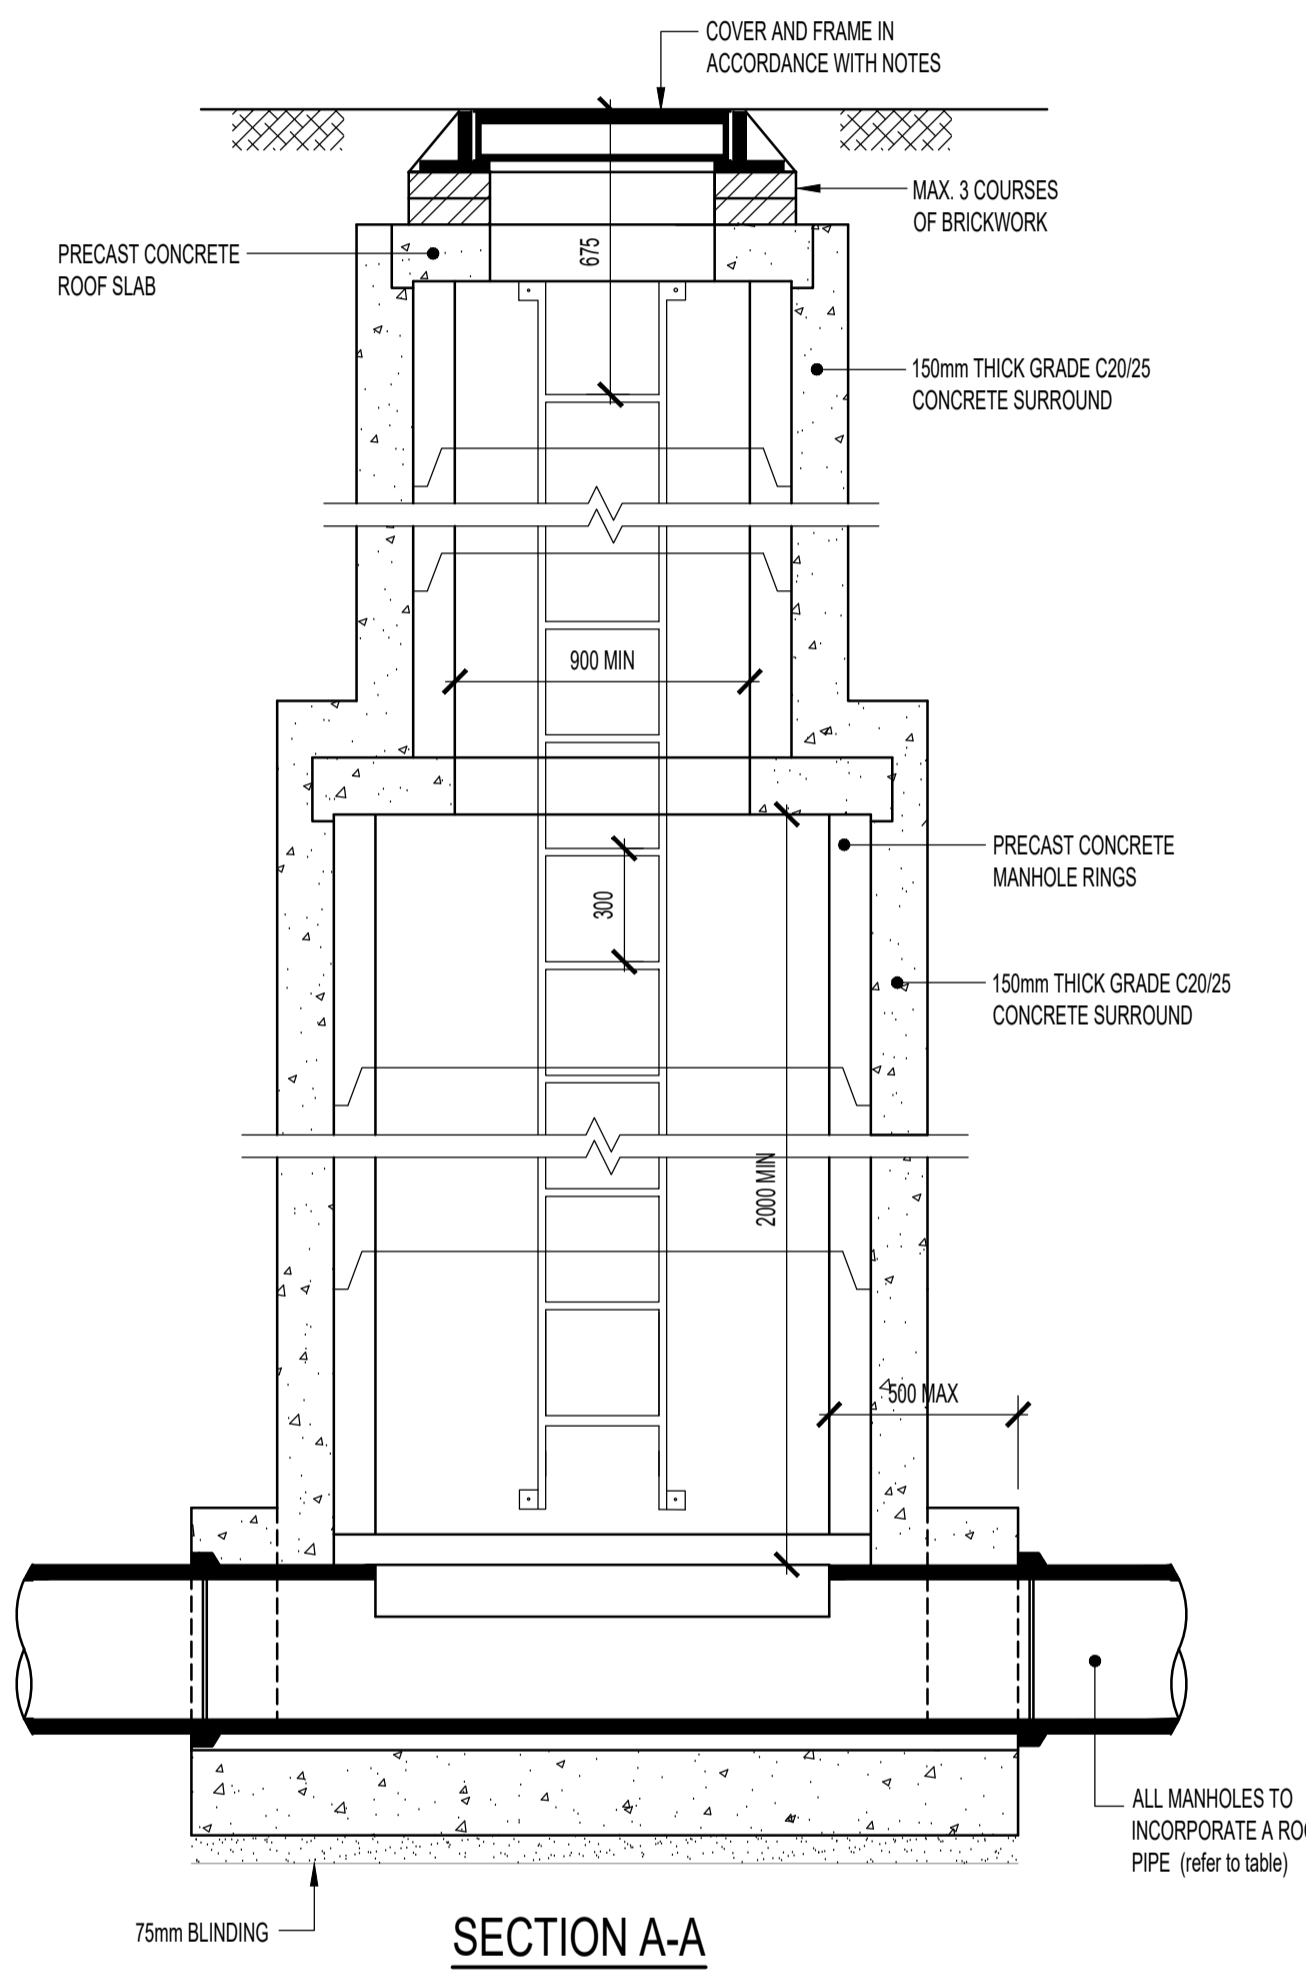 COVER AND FRAME IN
ACCORDANCE WITH NOTES
MAX. 3 COURSES
OF BRICKWORK
PRECAST CONCRETE
ROOF SLAB
675
150mm THICK GRADE C20/25
CONCRETE SURROUND
900 MIN
PRECAST CONCRETE
MANHOLE RINGS
300
150mm THICK GRADE C20/25
CONCRETE SURROUND
2000 MIN
500 MAX
ALL MANHOLES TO
INCORPORATE A
PIPE (refer to table)
75mm BLINDING
SECTION A-A